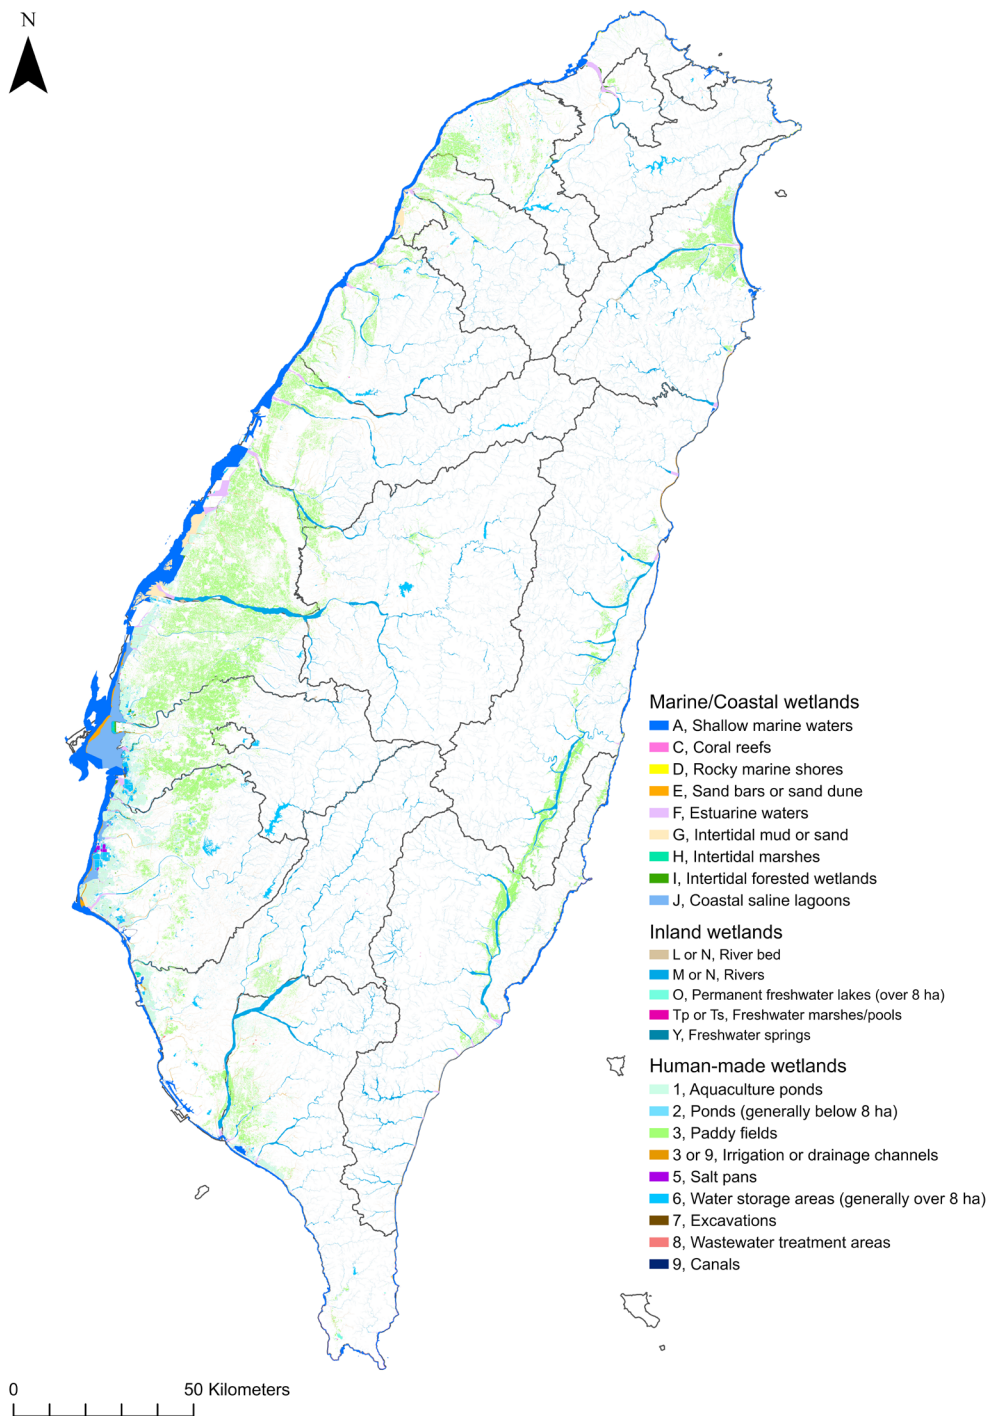 N
Marine/Coastal wetlands
A, Shallow marine waters
C, Coral reefs
D, Rocky marine shores
E, Sand bars or sand dune
F, Estuarine waters
G, Intertidal mud or sand
H, Intertidal marshes
I, Intertidal forested wetlands
J, Coastal saline lagoons
Inland wetlands
L or N, River bed
M or N, Rivers
O, Permanent freshwater lakes (over 8 ha)
Tp or Ts, Freshwater marshes/pools
Y, Freshwater springs
Human-made wetlands
1, Aquaculture ponds
2, Ponds (generally below 8 ha)
3, Paddy fields
3 or 9, Irrigation or drainage channels
5, Salt pans
6, Water storage areas (generally over 8 ha)
7, Excavations
8, Wastewater treatment areas
9, Canals
0 50 Kilometers